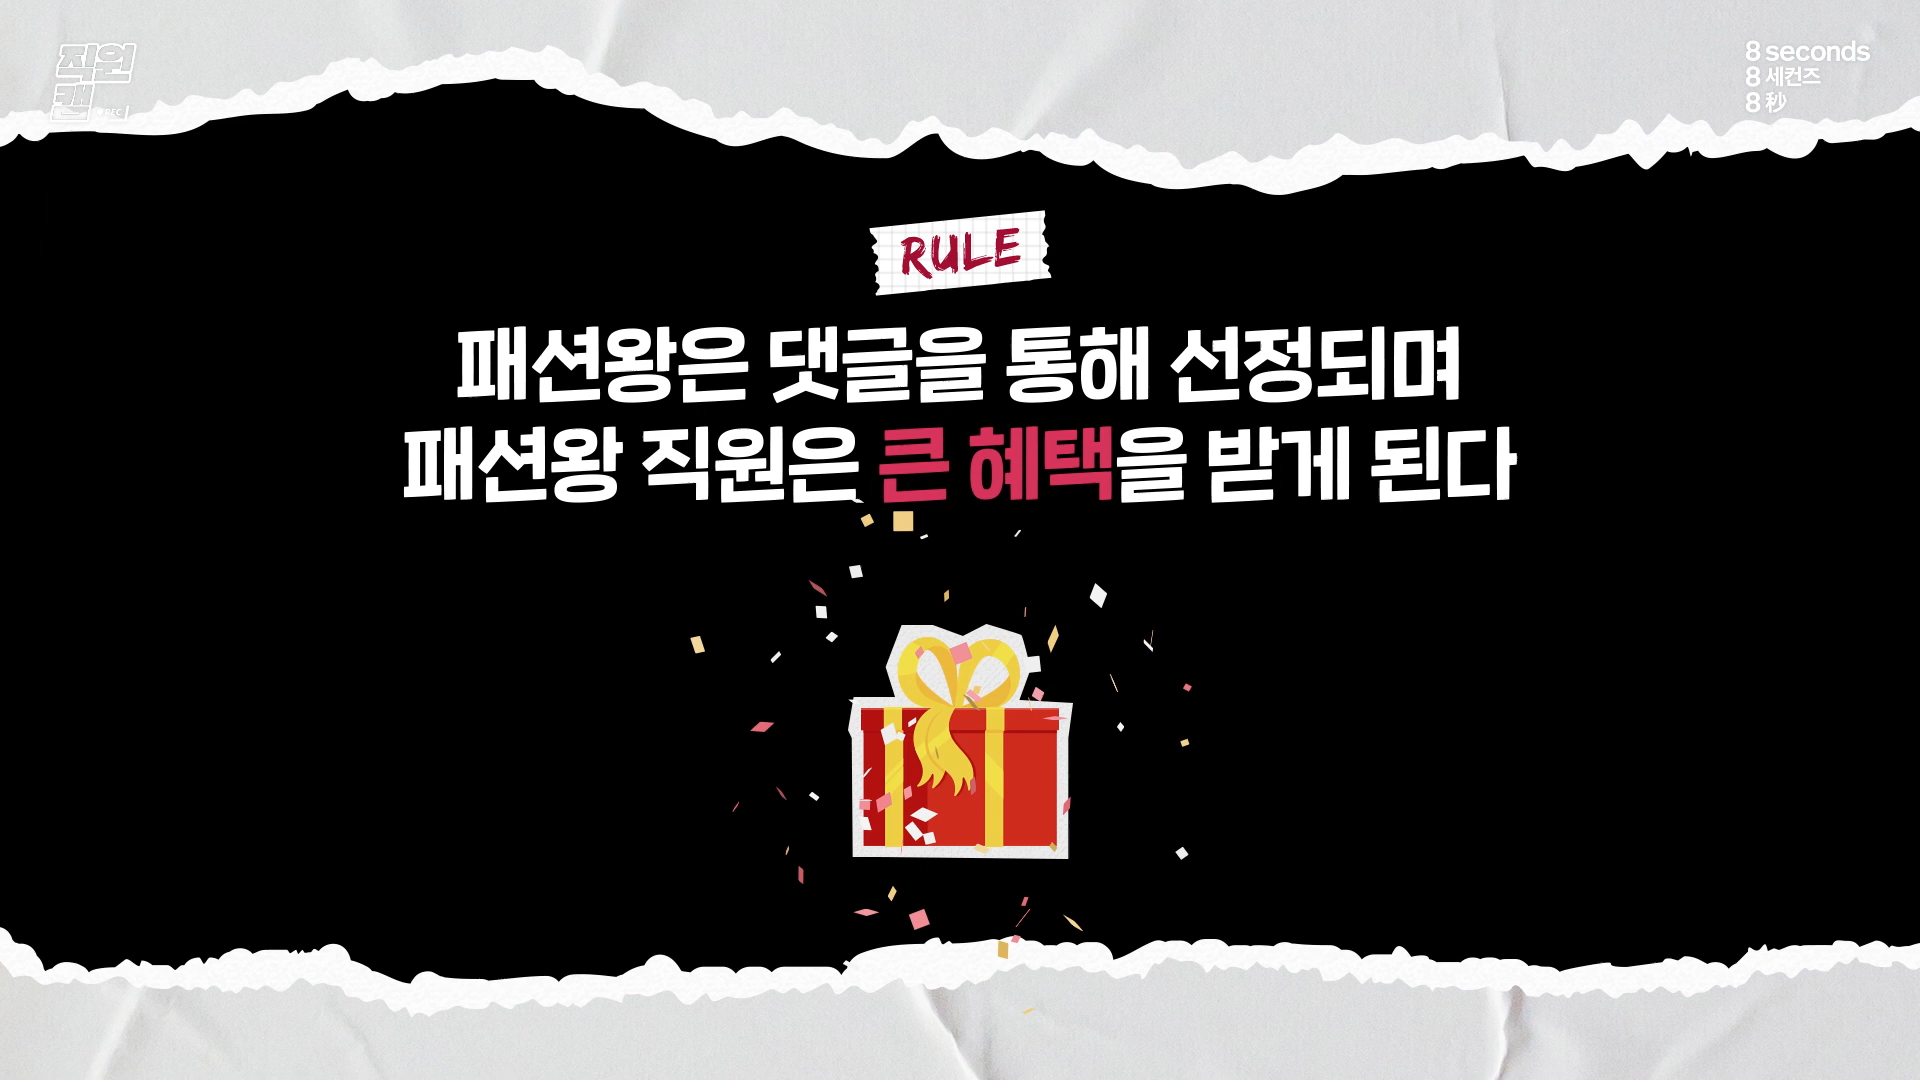 직원
캠
REC
8 seconds
8 세컨즈
8 秒
RULE
패션왕은 댓글을 통해 선정되며
패션왕 직원은 큰 혜택을 받게 된다